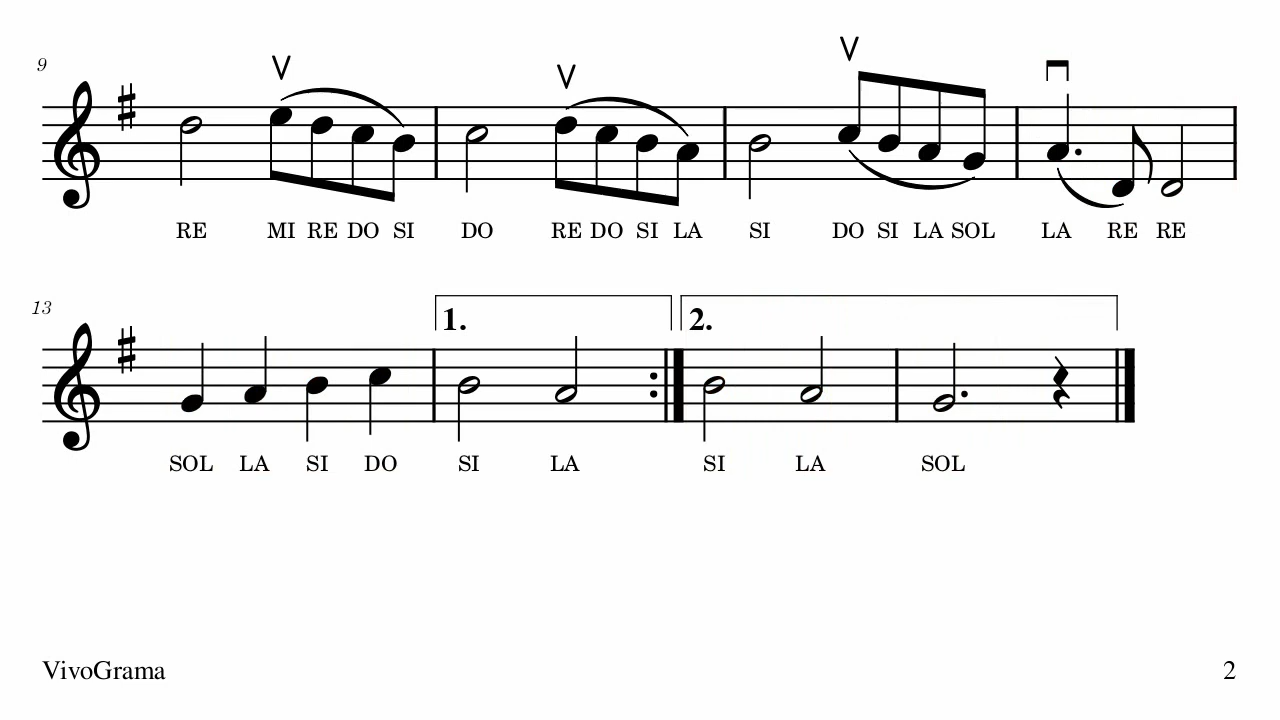 9
RE MI RE DO SI DO RE DO SI LA SI DO SI LA SOL LA RE RE
13
1. 2.
SOL LA SI DO SI LA SI LA SOL
VivoGrama 2